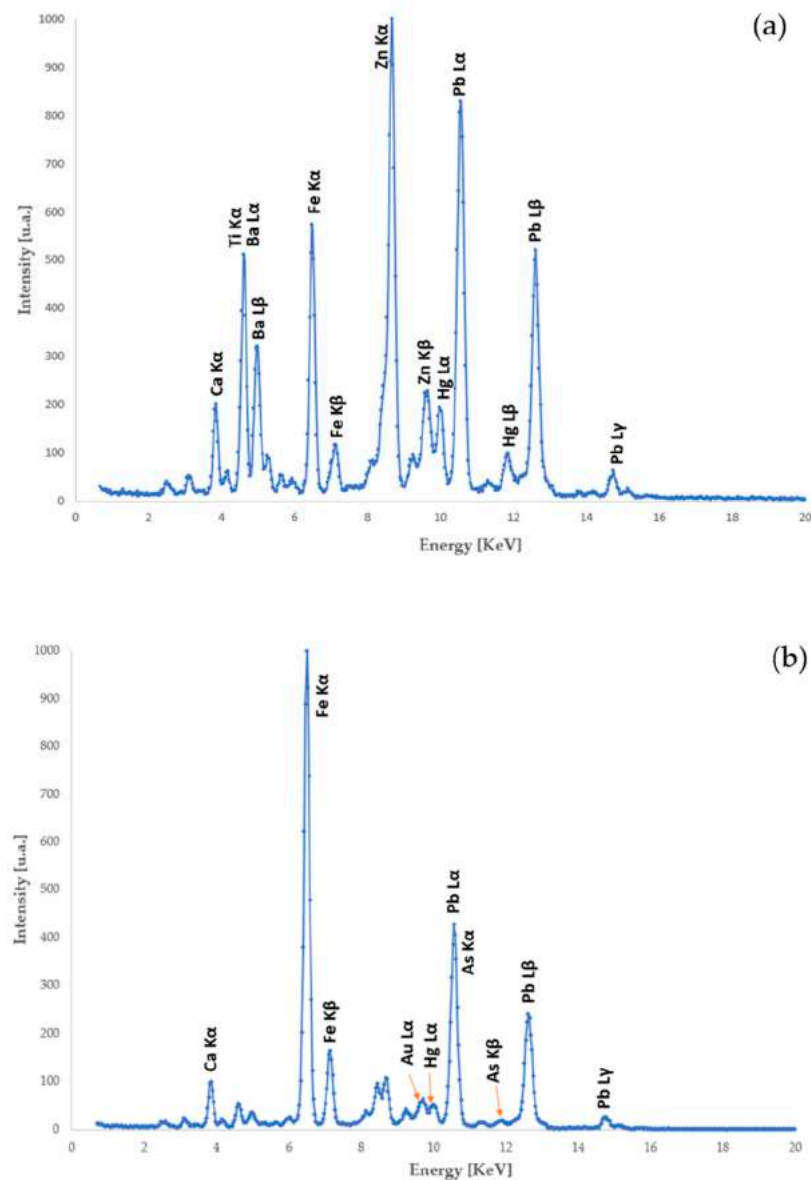 (a)
1000
900
800
700
600
500
400
300
200
100
0
Intensity [u.a.]
0 2 4 6 8 10 12 14 16 18 20
Energy [KeV]
Ca Kα
Ti Kα
Ba Lα
Ba Lβ
Fe Kα
Fe Kβ
Zn Kα
Zn Kβ
Hg Lα
Pb Lα
Hg Lβ
Pb Lβ
Pb Lγ
(b)
1000
900
800
700
600
500
400
300
200
100
0
Intensity [u.a.]
0 2 4 6 8 10 12 14 16 18 20
Energy [KeV]
Ca Kα
Fe Kα
Fe Kβ
Au Lα
Hg Lα
Pb Lα
As Kα
As Kβ
Pb Lβ
Pb Lγ